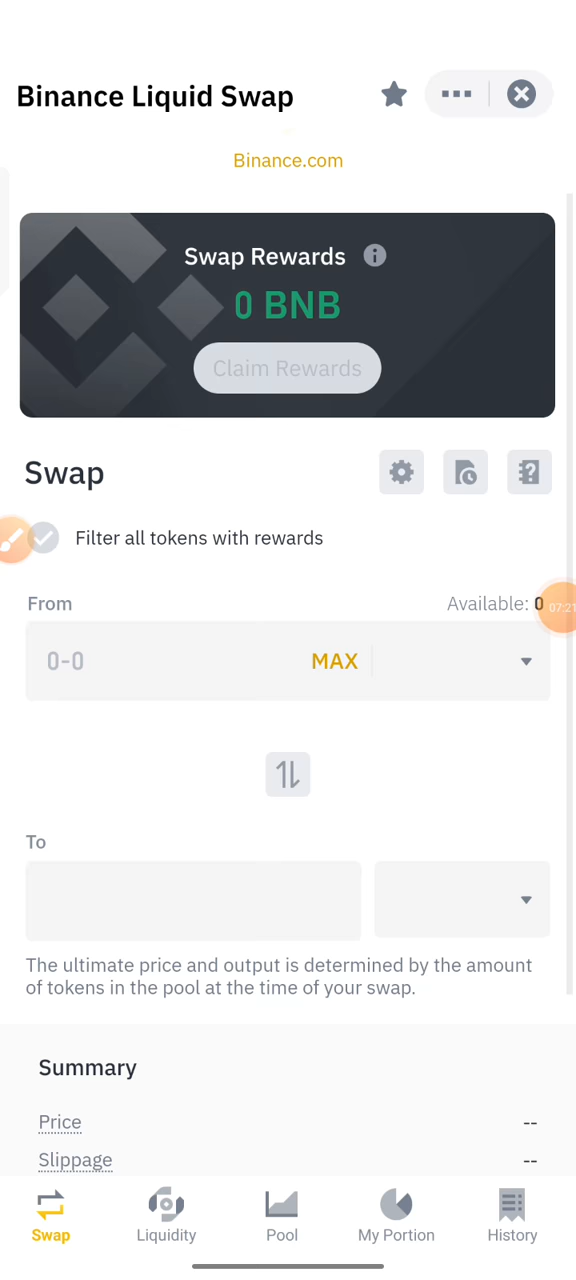 Binance Liquid Swap
Binance.com
Swap Rewards
0 BNB
Claim Rewards
Swap
Filter all tokens with rewards
From
Available: 0
07:21
0-0
MAX
To
The ultimate price and output is determined by the amount
of tokens in the pool at the time of your swap.
Summary
Price
--
Slippage
--
Swap
Liquidity
Pool
My Portion
History